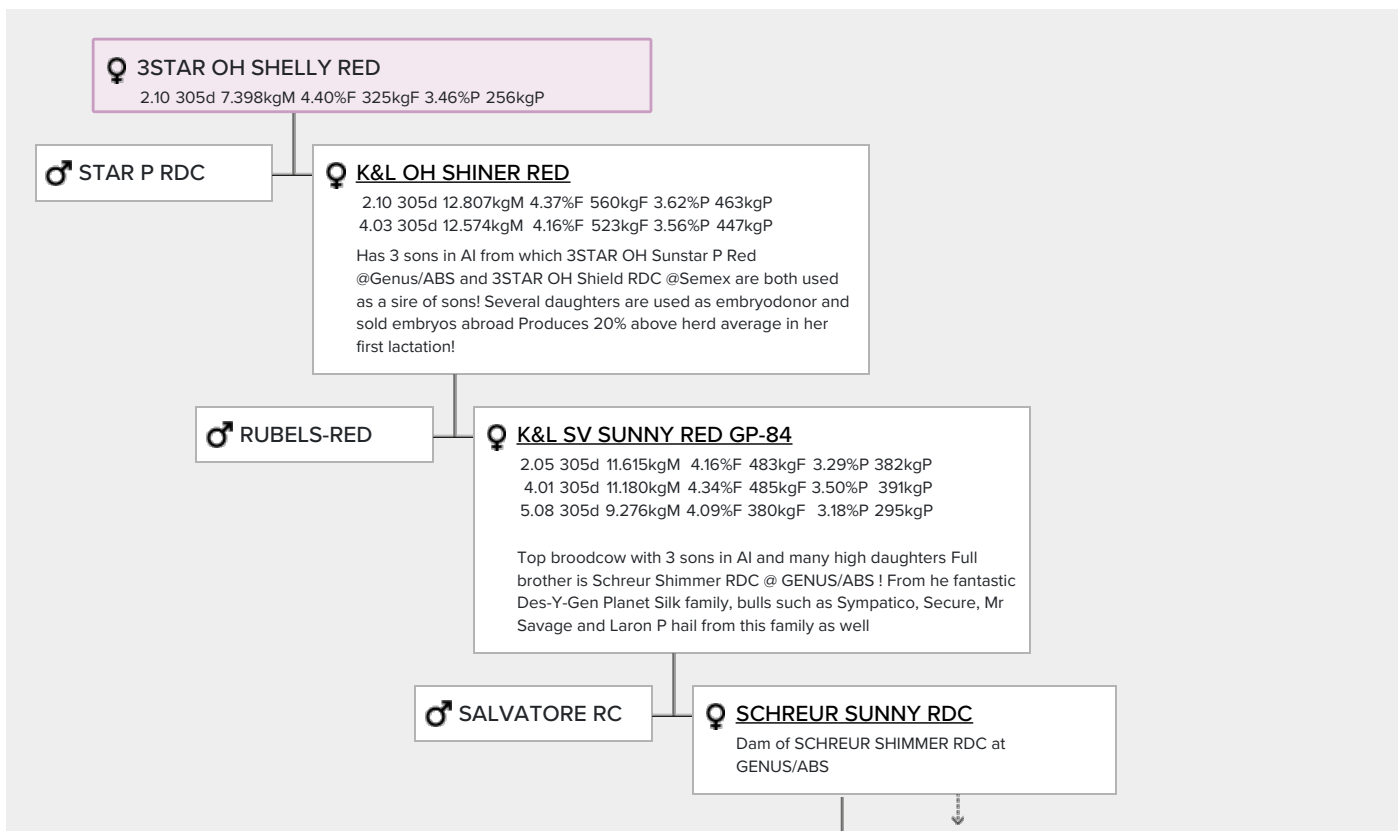 3STAR OH SHELLY RED
2.10 305d 7.398kgM 4.40%F 325kgF 3.46%P 256kgP
STAR P RDC
K&L OH SHINER RED
2.10 305d 12.807kgM 4.37%F 560kgF 3.62%P 463kgP
4.03 305d 12.574kgM 4.16%F 523kgF 3.56%P 447kgP
Has 3 sons in AI from which 3STAR OH Sunstar P Red
@Genus/ABS and 3STAR OH Shield RDC @Semex are both used
as a sire of sons! Several daughters are used as embryodonor and
sold embryos abroad Produces 20% above herd average in her
first lactation!
RUBELS-RED
K&L SV SUNNY RED GP-84
2.05 305d 11.615kgM 4.16%F 483kgF 3.29%P 382kgP
4.01 305d 11.180kgM 4.34%F 485kgF 3.50%P 391kgP
5.08 305d 9.276kgM 4.09%F 380kgF 3.18%P 295kgP
Top broodcow with 3 sons in AI and many high daughters Full
brother is Schreur Shimmer RDC @ GENUS/ABS ! From he fantastic
Des-Y-Gen Planet Silk family, bulls such as Sympatico, Secure, Mr
Savage and Laron P hail from this family as well
SALVATORE RC
SCHREUR SUNNY RDC
Dam of SCHREUR SHIMMER RDC at
GENUS/ABS